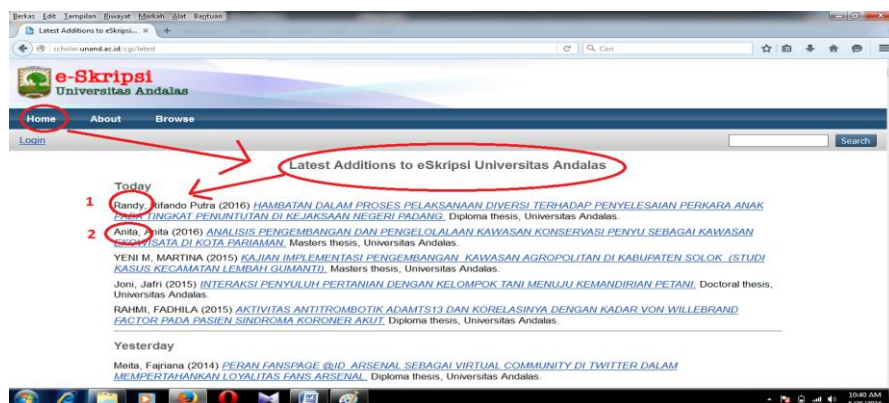 Berkas Edit Tampilan Riwayat Markah Alat Bantuan
Latest Additions to eSkripsi... × +
scholar.unand.ac.id/cgi/latest
Cari
e-Skripsi
Universitas Andalas
Home About Browse
Login
Search
Latest Additions to eSkripsi Universitas Andalas
Today
1 Randy, Rifando Putra (2016) HAMBATAN DALAM PROSES PELAKSANAAN DIVERSI TERHADAP PENYELESAIAN PERKARA ANAK
PADA TINGKAT PENUNTUTAN DI KEJAKSAAN NEGERI PADANG. Diploma thesis, Universitas Andalas.
2 Anita, Anita (2016) ANALISIS PENGEMBANGAN DAN PENGELOLALAAN KAWASAN KONSERVASI PENYU SEBAGAI KAWASAN
EKOWISATA DI KOTA PARIAMAN. Masters thesis, Universitas Andalas.
YENI M, MARTINA (2015) KAJIAN IMPLEMENTASI PENGEMBANGAN KAWASAN AGROPOLITAN DI KABUPATEN SOLOK (STUDI
KASUS KECAMATAN LEMBAH GUMANTI). Masters thesis, Universitas Andalas.
Joni, Jafri (2015) INTERAKSI PENYULUH PERTANIAN DENGAN KELOMPOK TANI MENUJU KEMANDIRIAN PETANI. Doctoral thesis,
Universitas Andalas.
RAHMI, FADHILA (2015) AKTIVITAS ANTITROMBOTIK ADAMTS13 DAN KORELASINYA DENGAN KADAR VON WILLEBRAND
FACTOR PADA PASIEN SINDROMA KORONER AKUT. Diploma thesis, Universitas Andalas.
Yesterday
Meita, Fajriana (2014) PERAN FANSPAGE @ID_ARSENAL SEBAGAI VIRTUAL COMMUNITY DI TWITTER DALAM
MEMPERTAHANKAN LOYALITAS FANS ARSENAL. Diploma thesis, Universitas Andalas.
10:40 AM